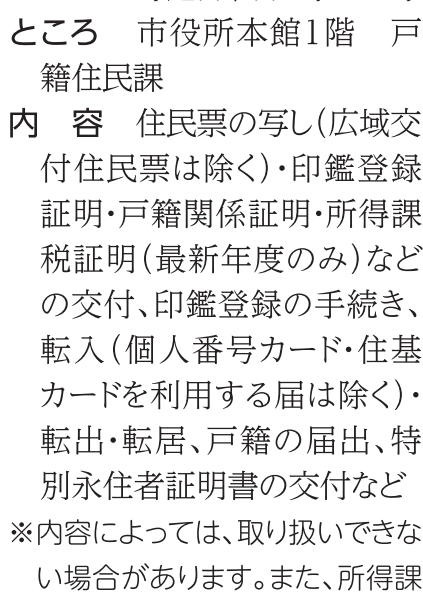 ところ　市役所本館1階　戸
籍住民課
内　容　住民票の写し(広域交
付住民票は除く)・印鑑登録
証明・戸籍関係証明・所得課
税証明(最新年度のみ)など
の交付、印鑑登録の手続き、
転入(個人番号カード・住基
カードを利用する届は除く)・
転出・転居、戸籍の届出、特
別永住者証明書の交付など
※内容によっては、取り扱いできな
い場合があります。また、所得課